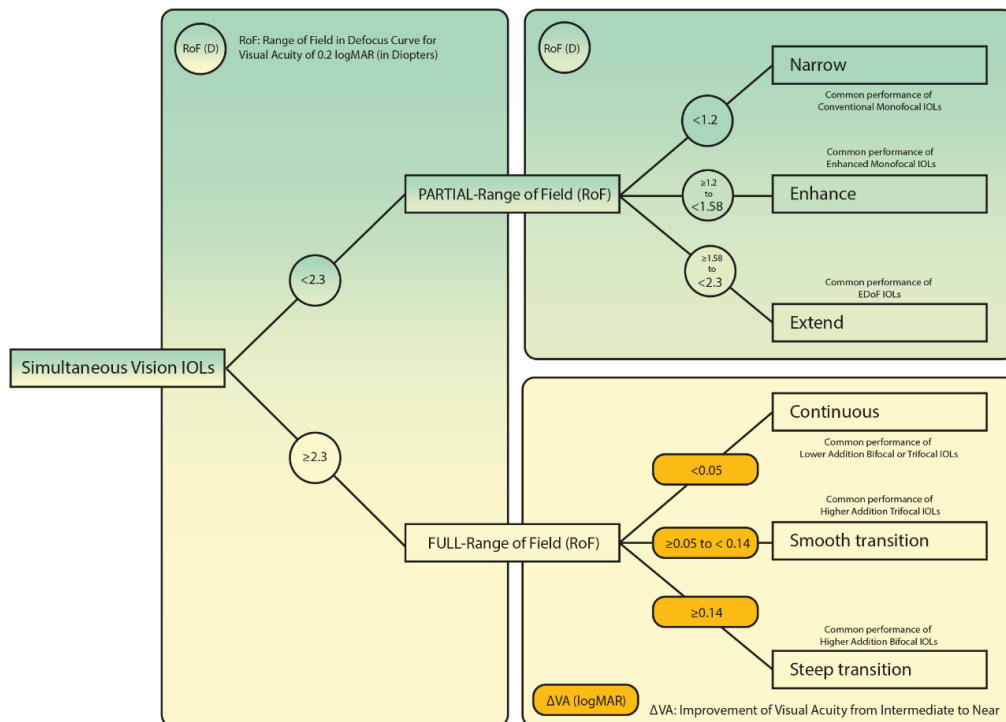 RoF (D)
RoF: Range of Field in Defocus Curve for
Visual Acuity of 0.2 logMAR (in Diopters)
Simultaneous Vision IOLs
<2.3
≥2.3
PARTIAL-Range of Field (RoF)
FULL-Range of Field (RoF)
RoF (D)
<1.2
Narrow
Common performance of
Conventional Monofocal IOLs
≥1.2
to
<1.58
Common performance of
Enhanced Monofocal IOLs
Enhance
≥1.58
to
<2.3
Common performance of
EDoF IOLs
Extend
<0.05
Continuous
Common performance of
Lower Addition Bifocal or Trifocal IOLs
≥0.05 to < 0.14
Common performance of
Higher Addition Trifocal IOLs
Smooth transition
≥0.14
Common performance of
Higher Addition Bifocal IOLs
Steep transition
ΔVA (logMAR)
ΔVA: Improvement of Visual Acuity from Intermediate to Near